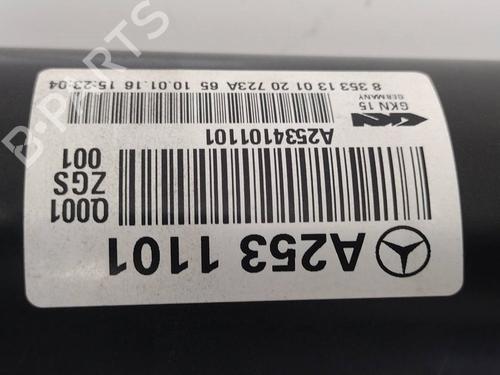 A253 1101
Q001
ZGS
001
A2534101101
GKN
GKN 15
GERMANY
8 353 13 01 20 723A 65 10.01.16 15:23:04
B-PARTS